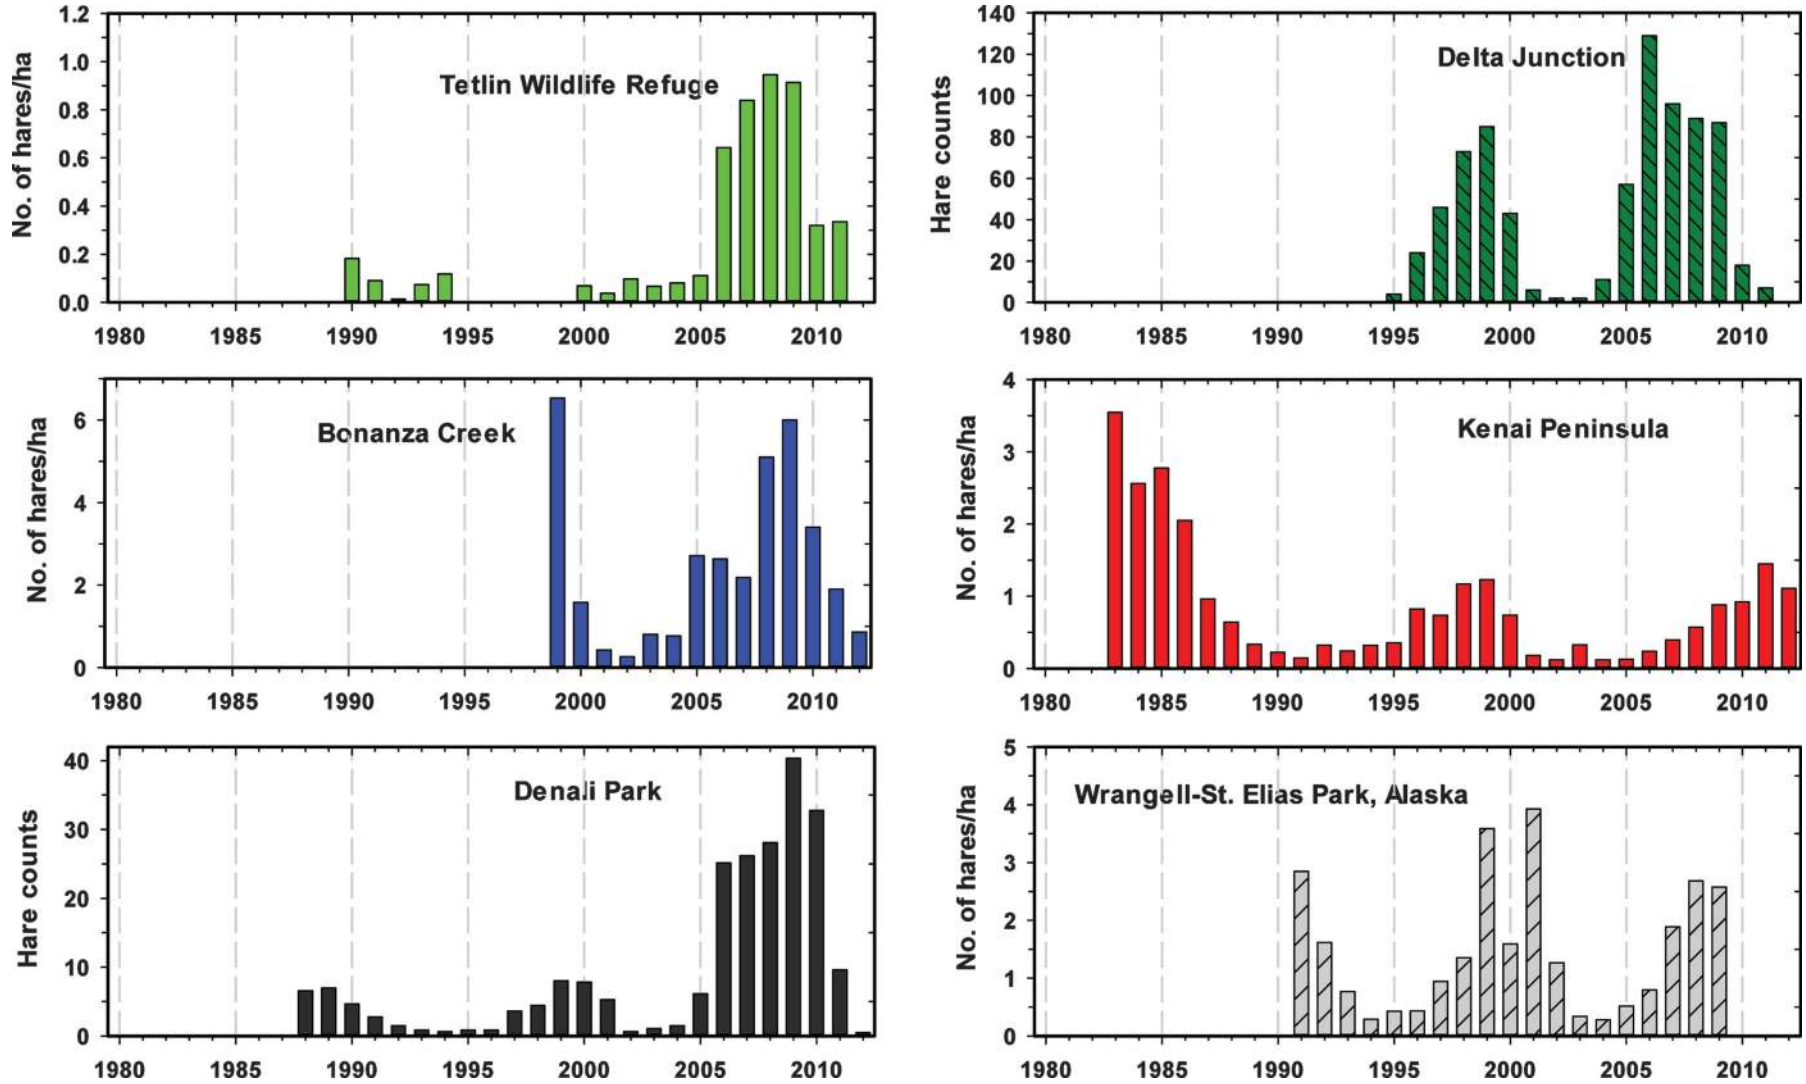 Tetlin Wildlife Refuge
No. of hares/ha
1.2
1.0
0.8
0.6
0.4
0.2
0.0
1980 1985 1990 1995 2000 2005 2010
Delta Junction
Hare counts
140
120
100
80
60
40
20
0
1980 1985 1990 1995 2000 2005 2010
Bonanza Creek
No. of hares/ha
6
4
2
0
1980 1985 1990 1995 2000 2005 2010
Kenai Peninsula
No. of hares/ha
4
3
2
1
0
1980 1985 1990 1995 2000 2005 2010
Denali Park
Hare counts
40
30
20
10
0
1980 1985 1990 1995 2000 2005 2010
Wrangell-St. Elias Park, Alaska
No. of hares/ha
5
4
3
2
1
0
1980 1985 1990 1995 2000 2005 2010